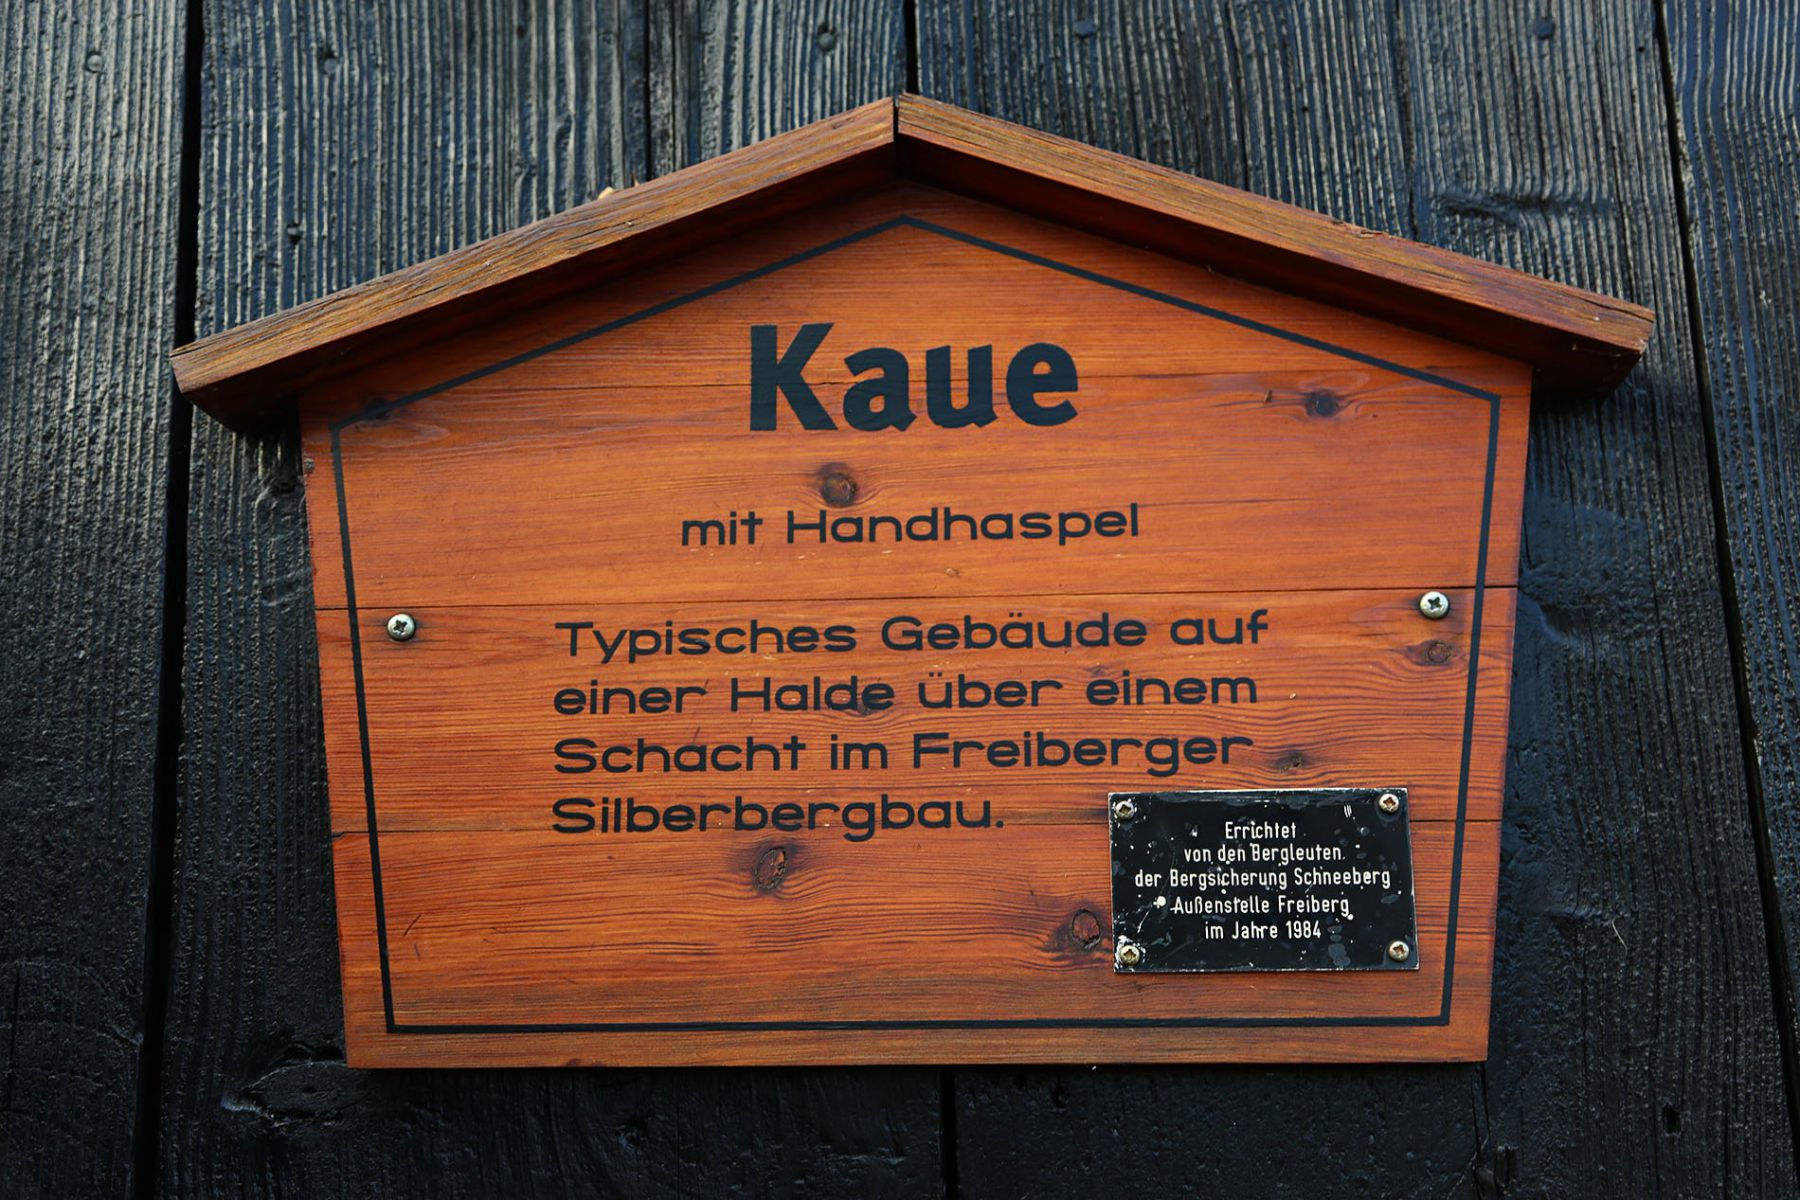 Kaue
mit Handhaspel
Typisches Gebäude auf
einer Halde über einem
Schacht im Freiberger
Silberbergbau.
Errichtet
von den Bergleuten
der Bergsicherung Schneeberg
Außenstelle Freiberg
im Jahre 1984